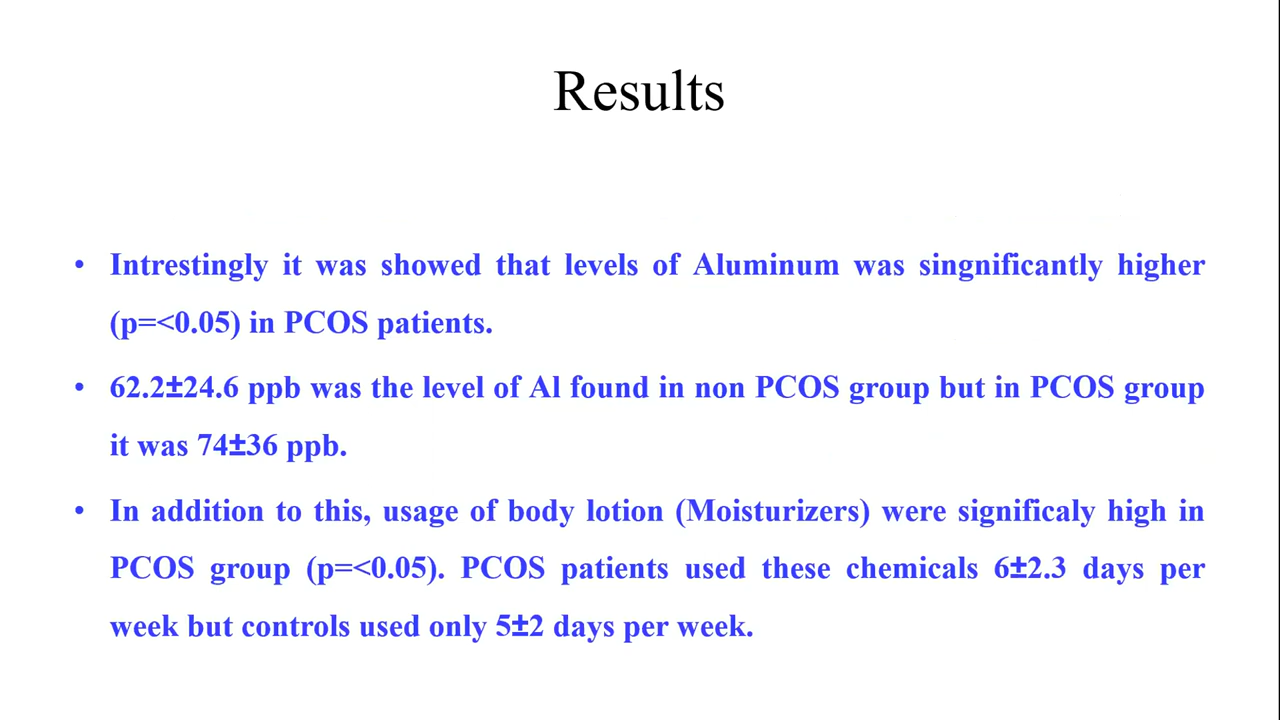 Results
• Intrestingly it was showed that levels of Aluminum was singnificantly higher
(p=<0.05) in PCOS patients.
• 62.2±24.6 ppb was the level of Al found in non PCOS group but in PCOS group
it was 74±36 ppb.
• In addition to this, usage of body lotion (Moisturizers) were significaly high in
PCOS group (p=<0.05). PCOS patients used these chemicals 6±2.3 days per
week but controls used only 5±2 days per week.